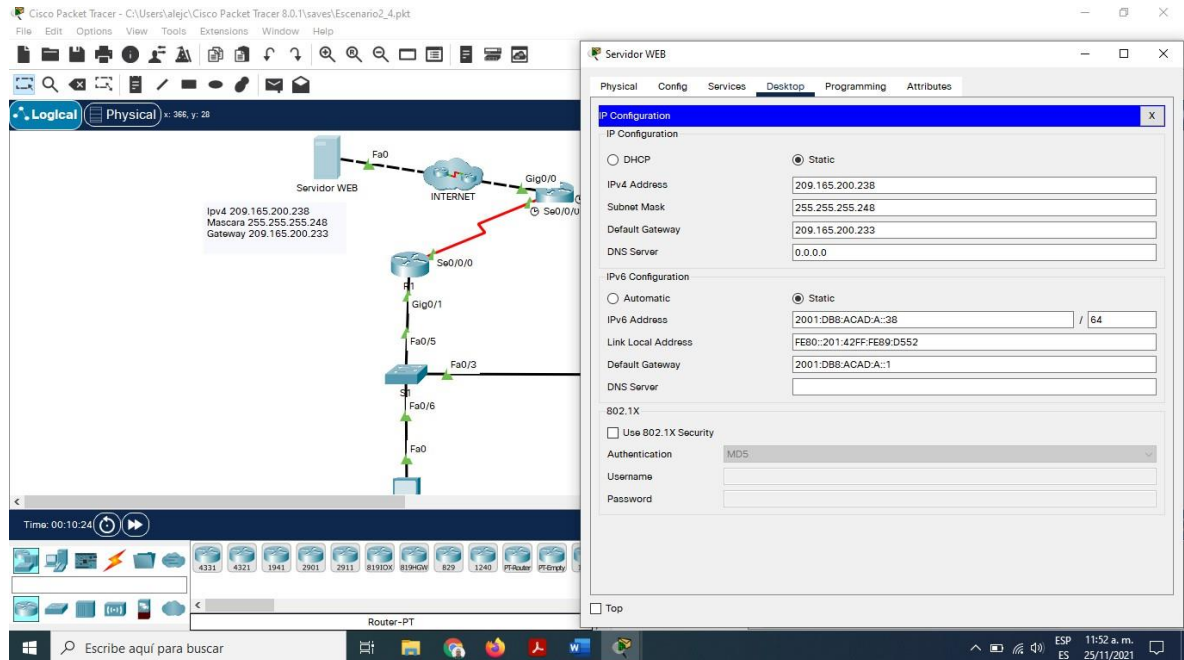 Cisco Packet Tracer - C:\Users\alejc\Cisco Packet Tracer 8.0.1\saves\Escenario2_4.pkt
File Edit Options View Tools Extensions Window Help
Logical Physical x: 366, y: 28
Fa0
Servidor WEB
INTERNET
Gig0/0
Se0/0/0
Ipv4 209.165.200.238
Mascara 255.255.255.248
Gateway 209.165.200.233
Se0/0/0
R1
Gig0/1
Fa0/5
Fa0/3
S1
Fa0/6
Fa0
Time: 00:10:24
4331 4321 1941 2901 2911 819IOX 819HGW 829 1240 PT-Router PT-Empty
Router-PT
Servidor WEB
Physical Config Services Desktop Programming Attributes
IP Configuration X
IP Configuration
DHCP Static
IPv4 Address 209.165.200.238
Subnet Mask 255.255.255.248
Default Gateway 209.165.200.233
DNS Server 0.0.0.0
IPv6 Configuration
Automatic Static
IPv6 Address 2001:DB8:ACAD:A::38 / 64
Link Local Address FE80::201:42FF:FE89:D552
Default Gateway 2001:DB8:ACAD:A::1
DNS Server
802.1X
Use 802.1X Security
Authentication MD5
Username
Password
Top
Escribe aquí para buscar
ESP 11:52 a. m.
ES 25/11/2021